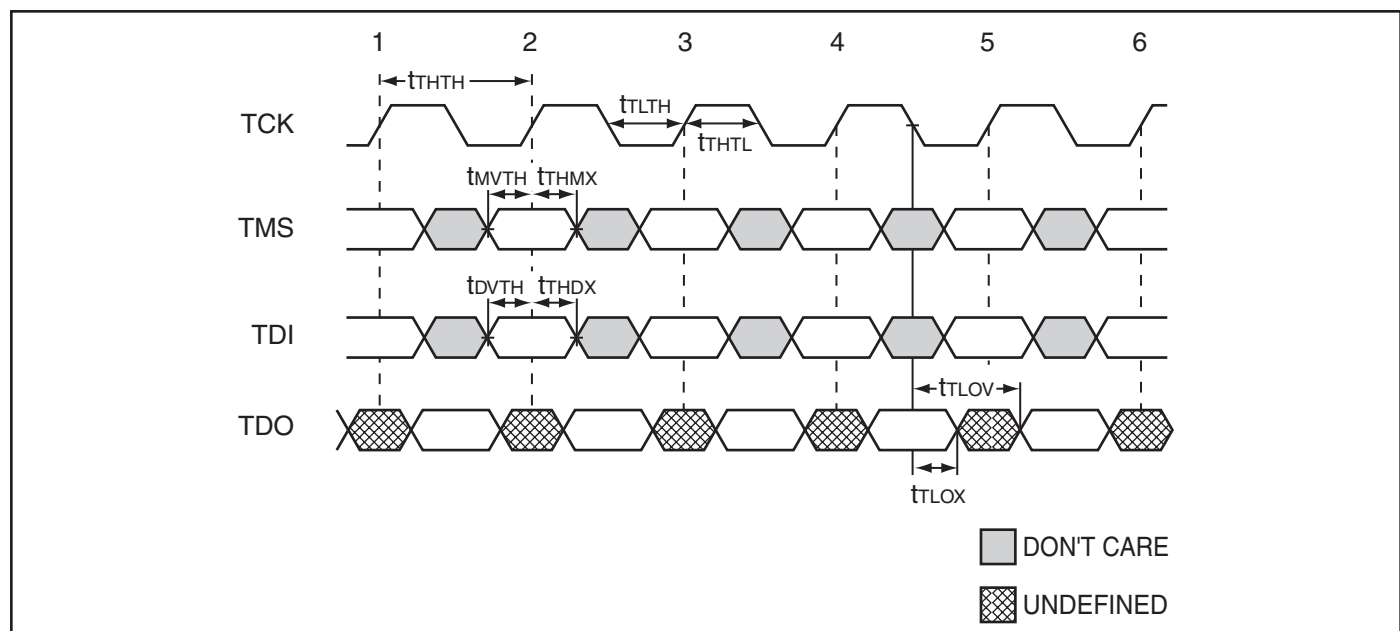 1 2 3 4 5 6
tTHTH
TCK
tTLTH
tTHTL
tMVTH tTHMX
TMS
tDVTH tTHDX
TDI
tTLOV
TDO
tTLOX
DON'T CARE
UNDEFINED